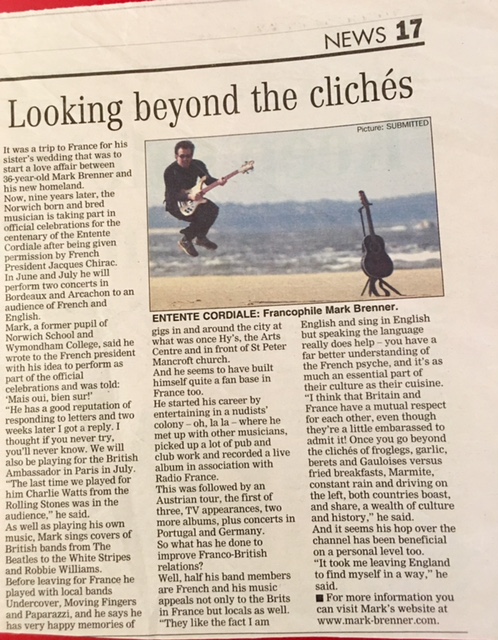 NEWS 17
Looking beyond the clichés
Picture: SUBMITTED
It was a trip to France for his
sister's wedding that was to
start a love affair between
36-year-old Mark Brenner and
his new homeland.
Now, nine years later, the
Norwich born and bred
musician is taking part in
official celebrations for the
centenary of the Entente
Cordiale after being given
permission by French
President Jacques Chirac.
In June and July he will
perform two concerts in
Bordeaux and Arcachon to an
audience of French and
English.
Mark, a former pupil of
Norwich School and
Wymondham College, said he
wrote to the French president
with his idea to perform as
part of the official
celebrations and was told:
'Mais oui, bien sur!'
"He has a good reputation of
responding to letters and two
weeks later I got a reply. I
thought if you never try,
you'll never know. We will
also be playing for the British
Ambassador in Paris in July.
"The last time we played for
him Charlie Watts from the
Rolling Stones was in the
audience," he said.
As well as playing his own
music, Mark sings covers of
British bands from The
Beatles to the White Stripes
and Robbie Williams.
Before leaving for France he
played with local bands
Undercover, Moving Fingers
and Paparazzi, and he says he
has very happy memories of
ENTENTE CORDIALE: Francophile Mark Brenner.
gigs in and around the city at
what was once Hy's, the Arts
Centre and in front of St Peter
Mancroft church.
And he seems to have built
himself quite a fan base in
France too.
He started his career by
entertaining in a nudists'
colony – oh, la la – where he
met up with other musicians,
picked up a lot of pub and
club work and recorded a live
album in association with
Radio France.
This was followed by an
Austrian tour, the first of
three, TV appearances, two
more albums, plus concerts in
Portugal and Germany.
So what has he done to
improve Franco-British
relations?
Well, half his band members
are French and his music
appeals not only to the Brits
in France but locals as well.
"They like the fact I am
English and sing in English
but speaking the language
really does help – you have a
far better understanding of
the French psyche, and it's as
much an essential part of
their culture as their cuisine.
"I think that Britain and
France have a mutual respect
for each other, even though
they're a little embarassed to
admit it! Once you go beyond
the clichés of froglegs, garlic,
berets and Gauloises versus
fried breakfasts, Marmite,
constant rain and driving on
the left, both countries boast,
and share, a wealth of culture
and history," he said.
And it seems his hop over the
channel has been beneficial
on a personal level too.
"It took me leaving England
to find myself in a way," he
said.
■ For more information you
can visit Mark's website at
www.mark-brenner.com.